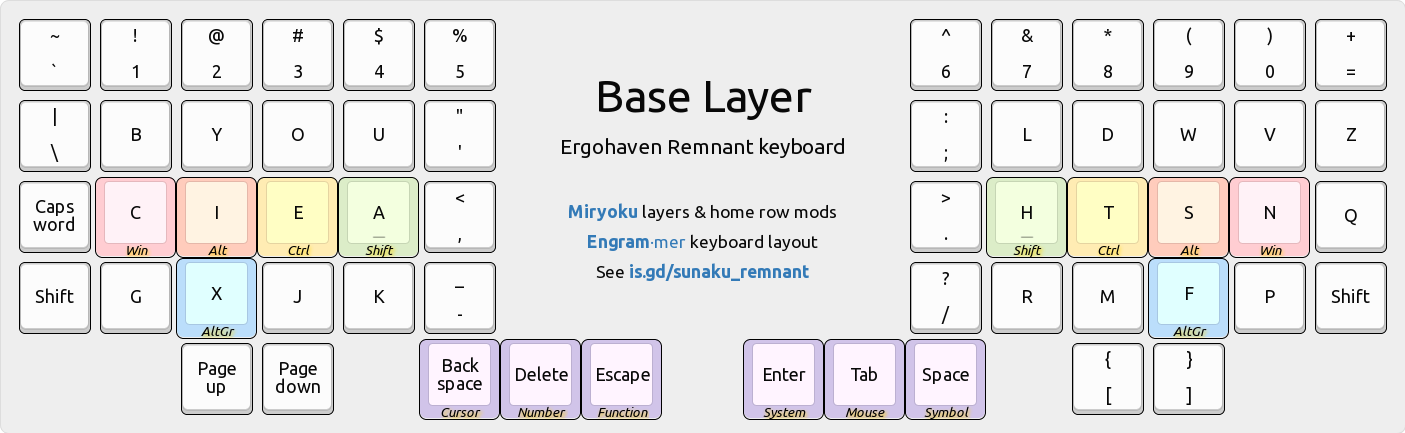 ~ ! @ # $ % ^ & * ( ) +
` 1 2 3 4 5 6 7 8 9 0 =
Base Layer
| B Y O U " : L D W V Z
\ ' ;
Ergohaven Remnant keyboard
Caps word C I E A < > H T S N Q
, .
Win Alt Ctrl Shift Shift Ctrl Alt Win
Miryoku layers & home row mods
Engram·mer keyboard layout
See is.gd/sunaku_remnant
Shift G X J K _ ? R M F P Shift
- /
AltGr AltGr
Page up Page down Back space Delete Escape Enter Tab Space { }
[ ]
Cursor Number Function System Mouse Symbol